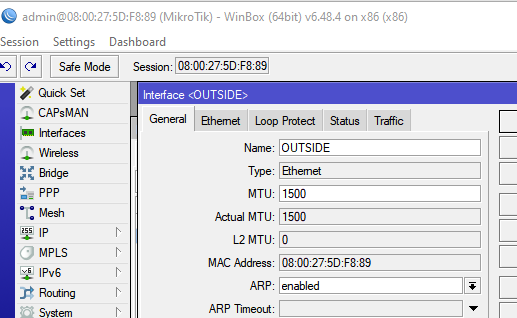 admin@08:00:27:5D:F8:89 (MikroTik) - WinBox (64bit) v6.48.4 on x86 (x86)
Session Settings Dashboard
Safe Mode Session: 08:00:27:5D:F8:89
Quick Set
CAPsMAN
Interfaces
Wireless
Bridge
PPP
Mesh
IP
MPLS
IPv6
Routing
System
Interface <OUTSIDE>
General Ethernet Loop Protect Status Traffic
Name: OUTSIDE
Type: Ethernet
MTU: 1500
Actual MTU: 1500
L2 MTU: 0
MAC Address: 08:00:27:5D:F8:89
ARP: enabled
ARP Timeout: